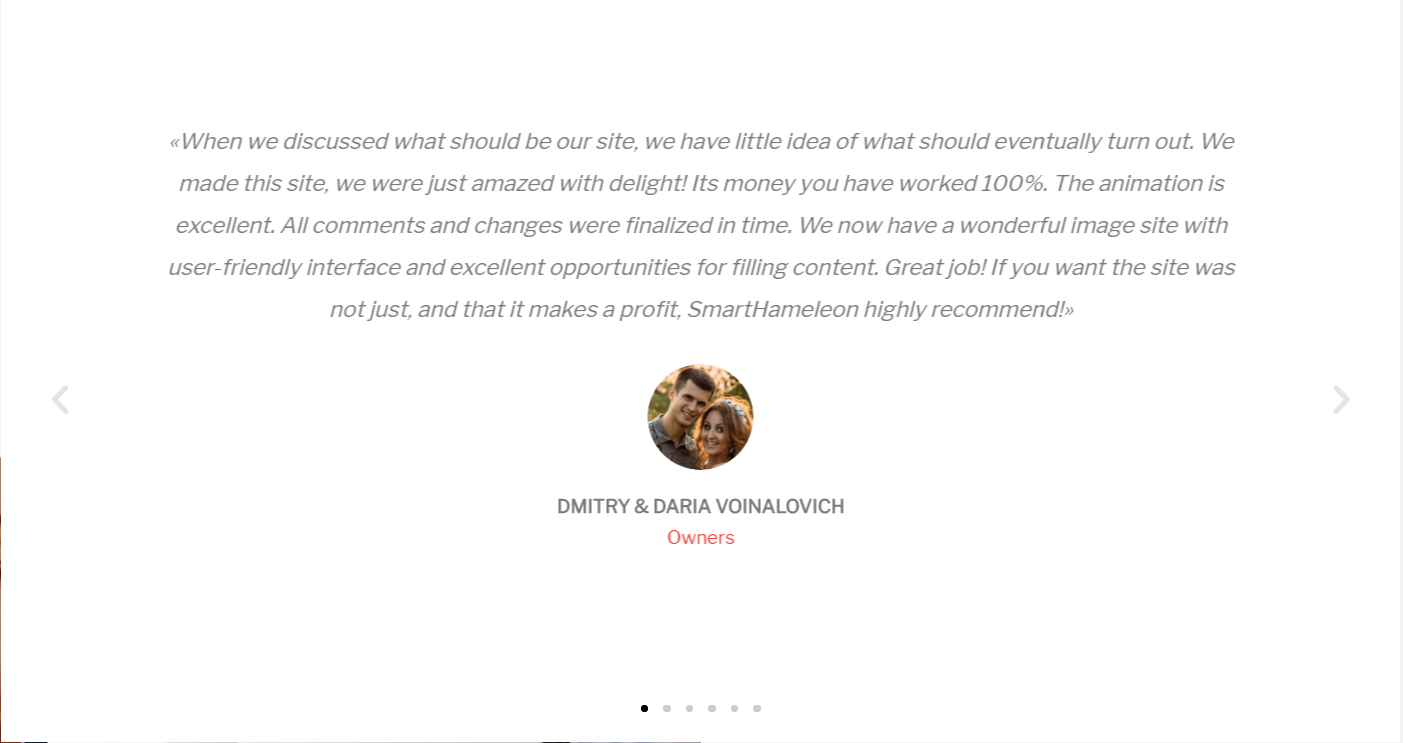 «When we discussed what should be our site, we have little idea of what should eventually turn out. We
made this site, we were just amazed with delight! Its money you have worked 100%. The animation is
excellent. All comments and changes were finalized in time. We now have a wonderful image site with
user-friendly interface and excellent opportunities for filling content. Great job! If you want the site was
not just, and that it makes a profit, SmartHameleon highly recommend!»
DMITRY & DARIA VOINALOVICH
Owners